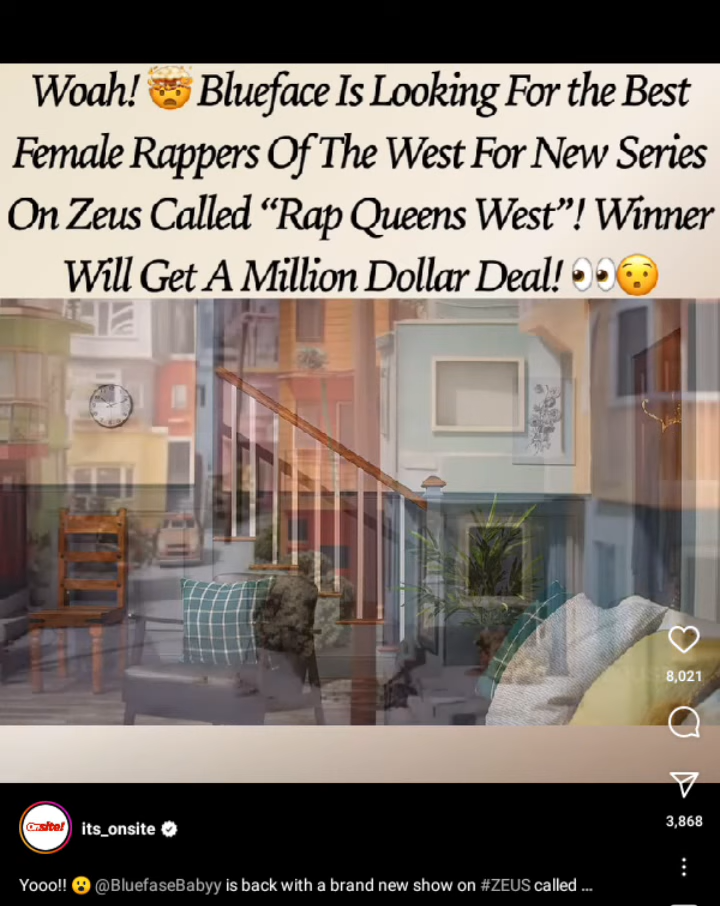 Woah! 🤯 Blueface Is Looking For the Best
Female Rappers Of The West For New Series
On Zeus Called “Rap Queens West”! Winner
Will Get A Million Dollar Deal! 👀😯
8,021
3,868
Onsite!
its_onsite
Yooo!! 😮 @BluefaseBabyy is back with a brand new show on #ZEUS called ...